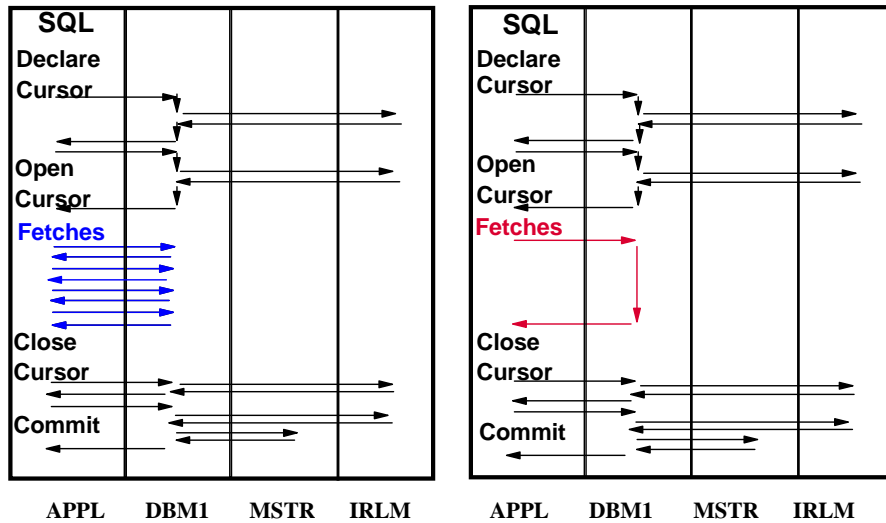 SQL
Declare
Cursor
Open
Cursor
Fetches
Close
Cursor
Commit
APPL DBM1 MSTR IRLM
SQL
Declare
Cursor
Open
Cursor
Fetches
Close
Cursor
Commit
APPL DBM1 MSTR IRLM